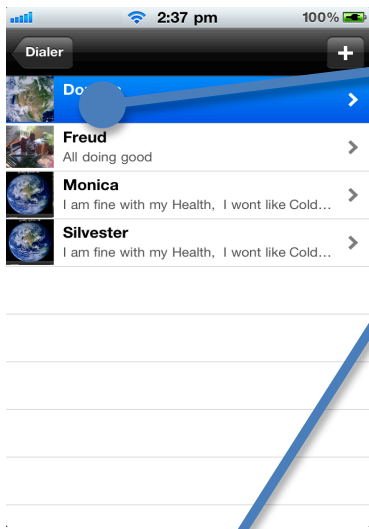 2:37 pm 100%
Dialer +
Freud
All doing good
Monica
I am fine with my Health, I wont like Cold...
Silvester
I am fine with my Health, I wont like Cold...